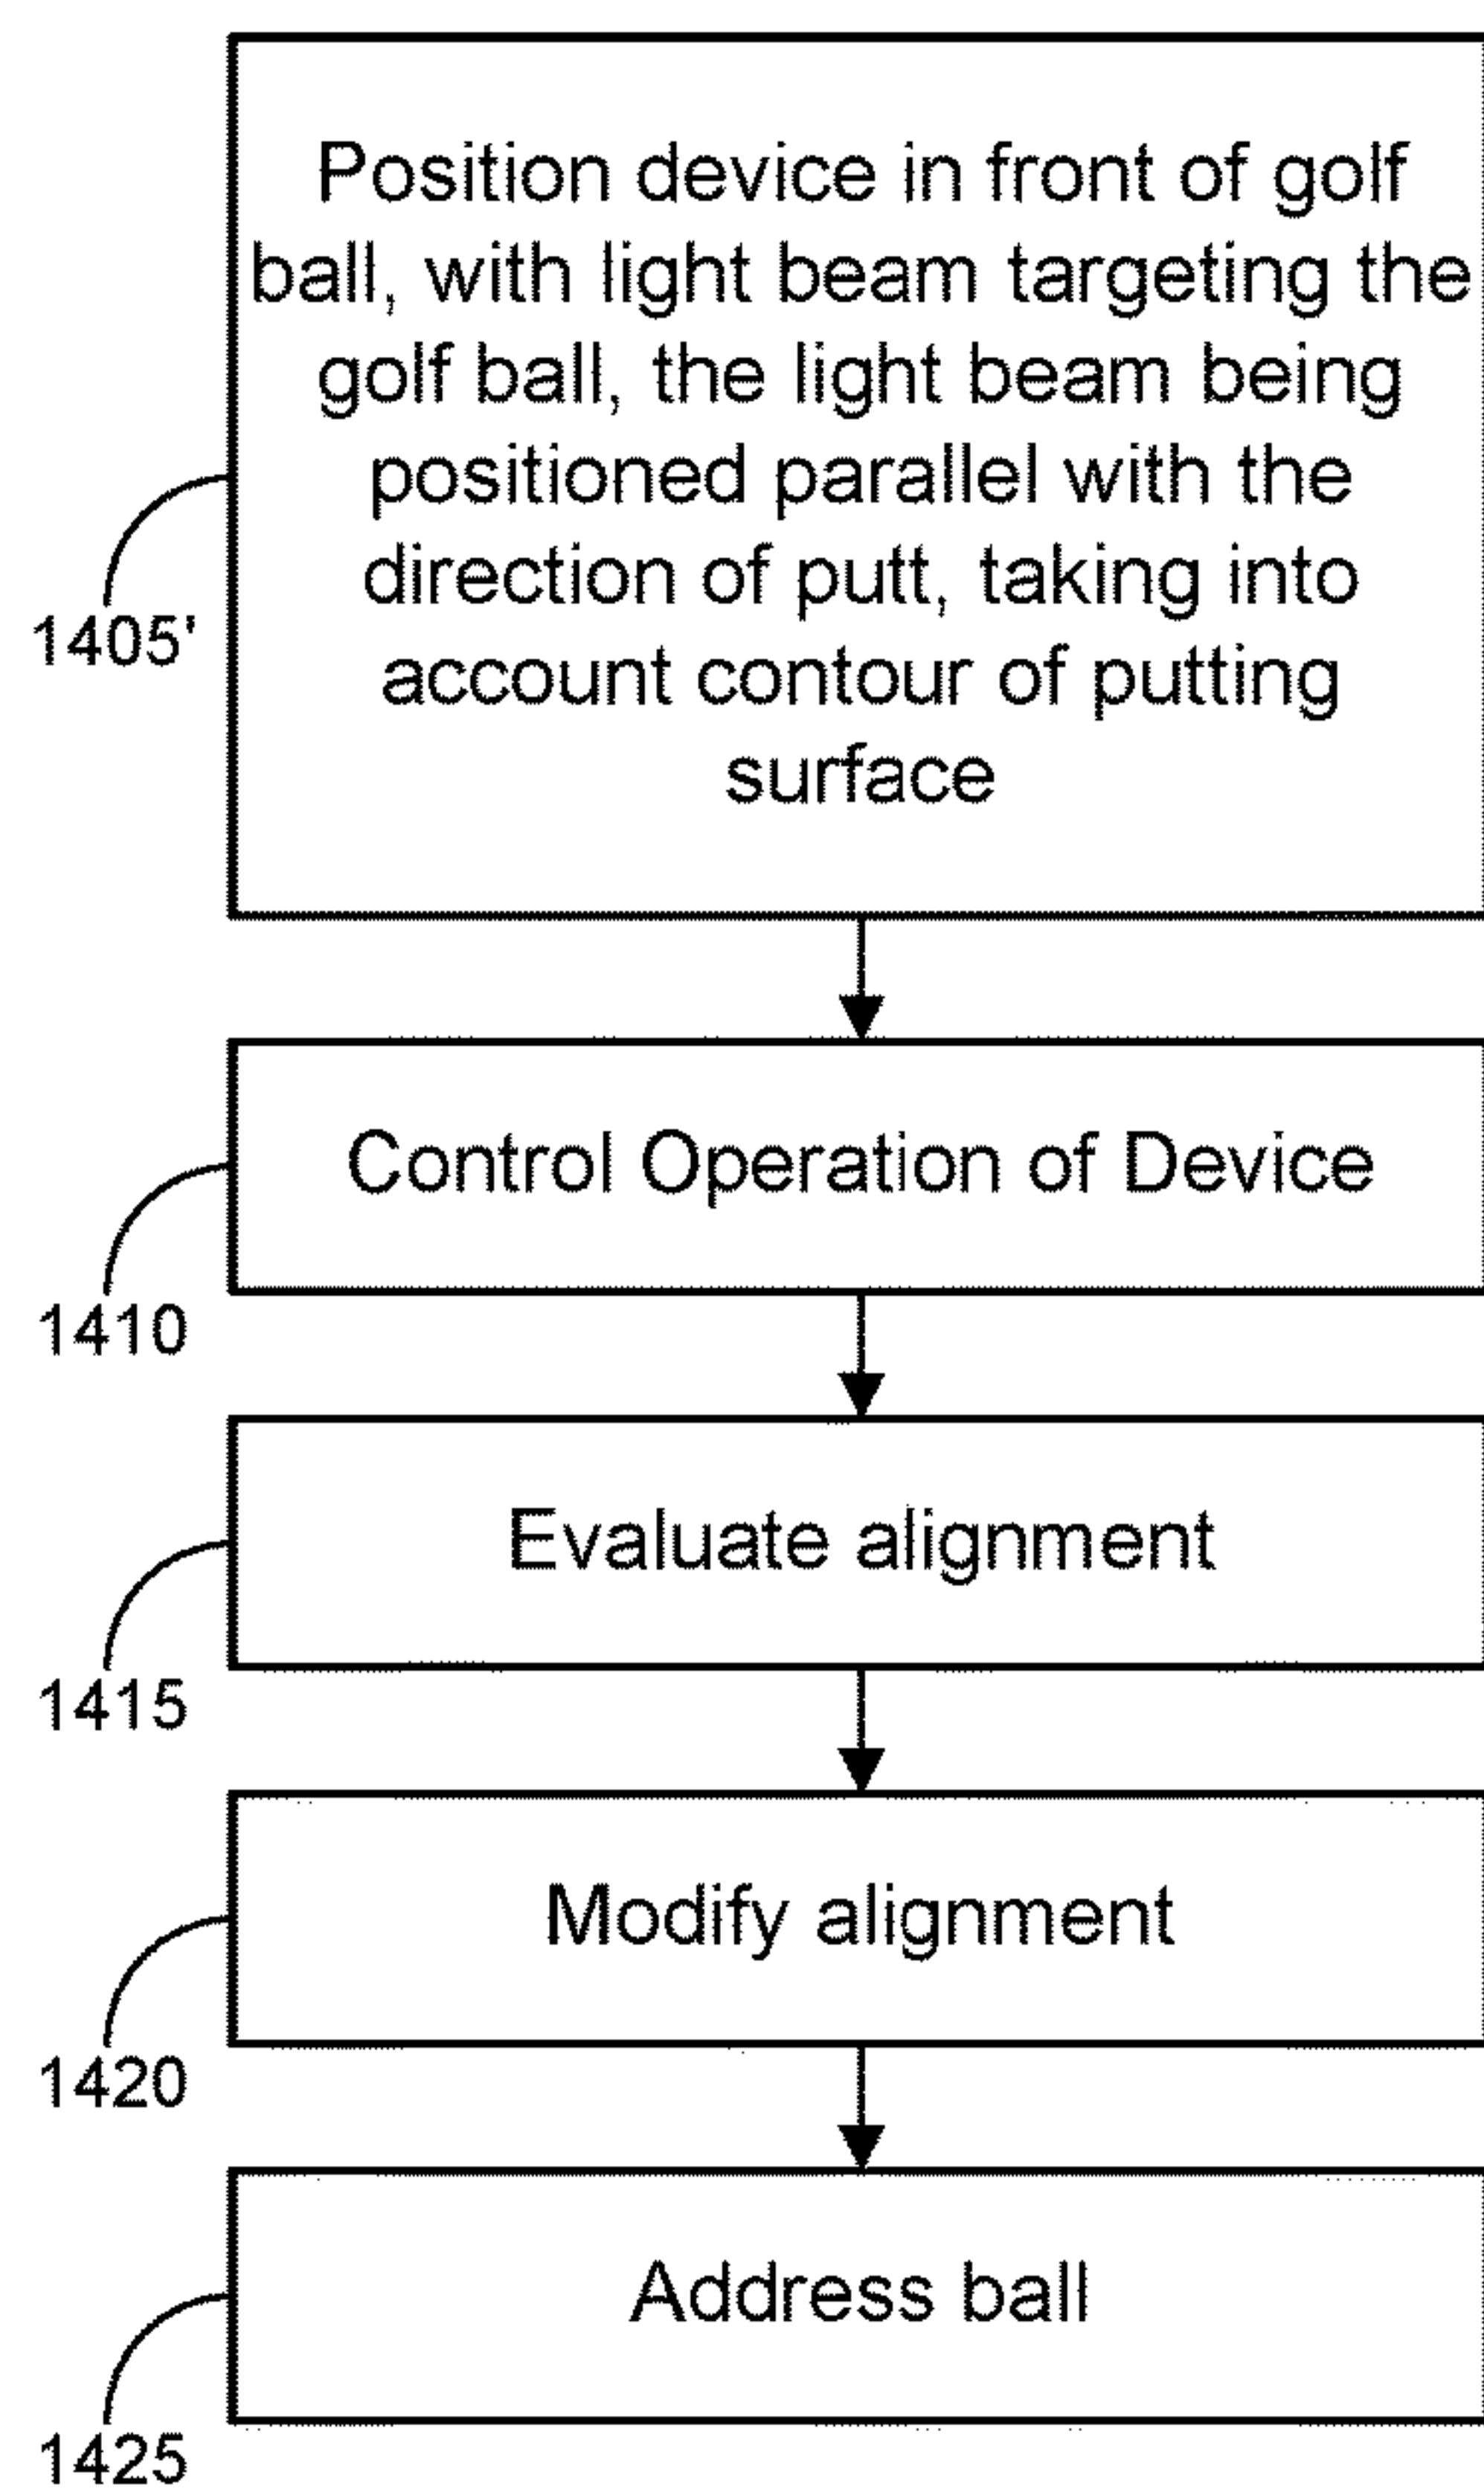 Position device in front of golf
ball, with light beam targeting the
golf ball, the light beam being
positioned parallel with the
direction of putt, taking into
account contour of putting
surface
1405'
Control Operation of Device
1410
Evaluate alignment
1415
Modify alignment
1420
Address ball
1425